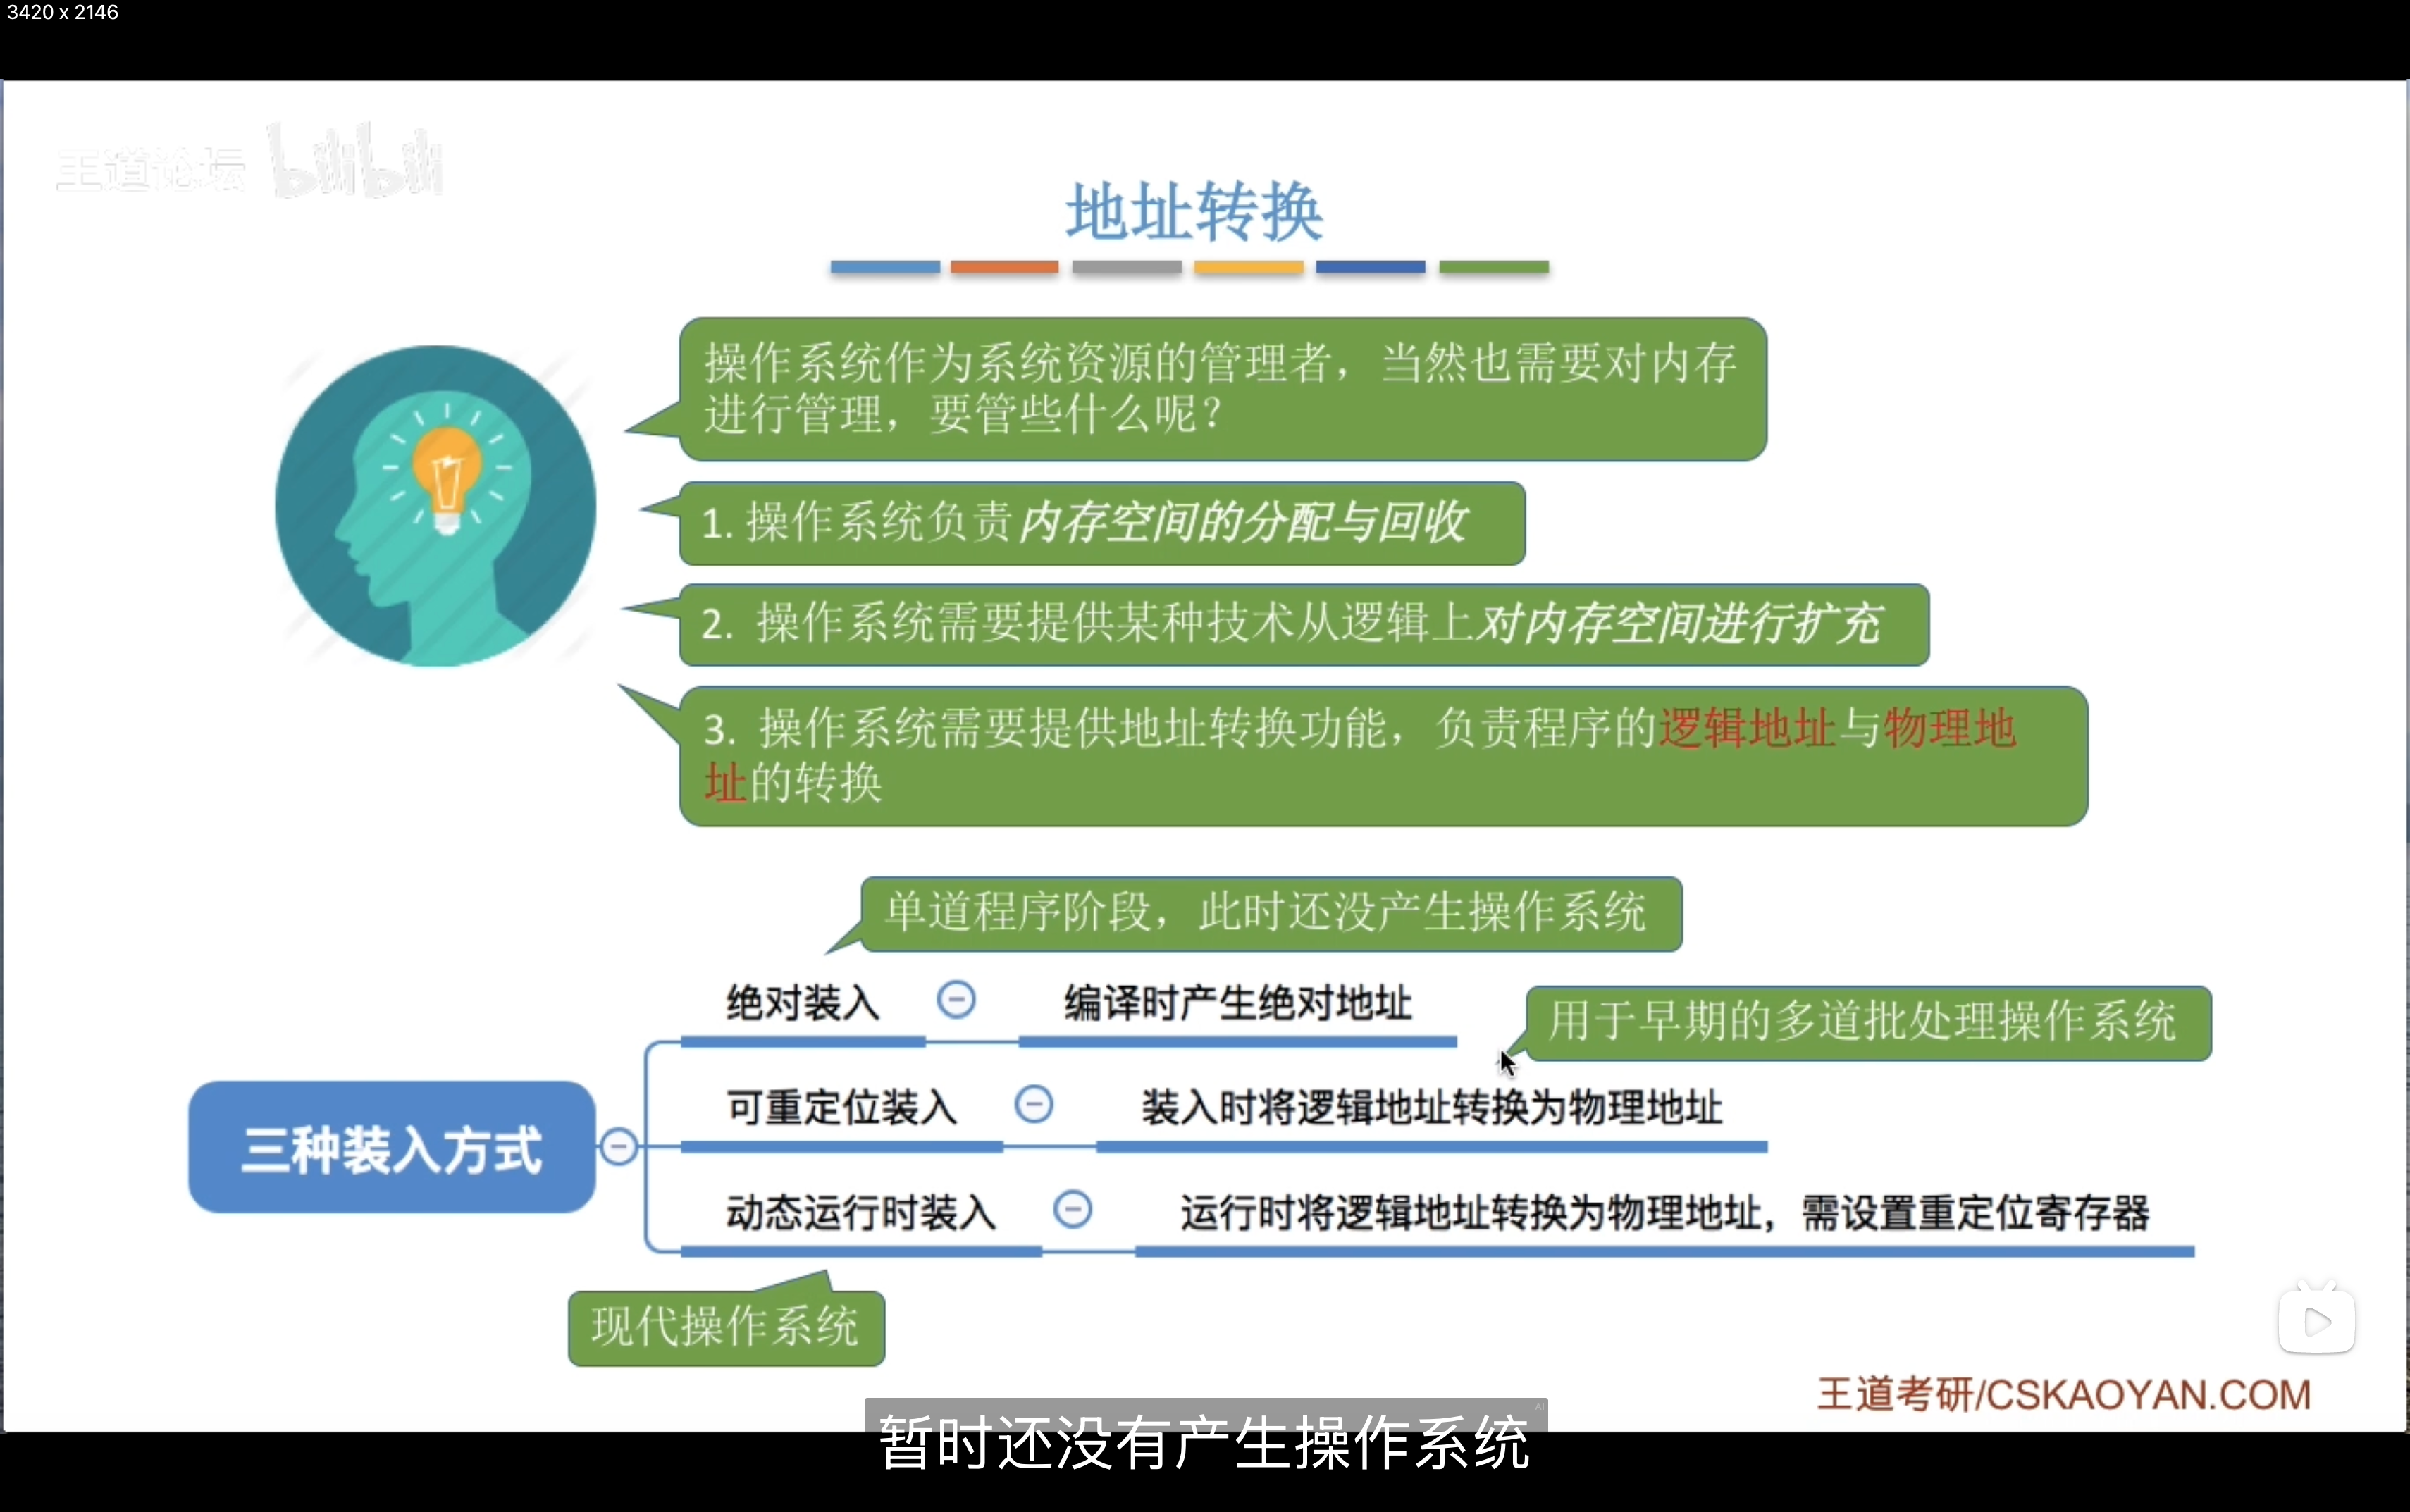 3420 x 2146
王道论坛 bilibili
地址转换
操作系统作为系统资源的管理者，当然也需要对内存
进行管理，要管些什么呢？
1. 操作系统负责内存空间的分配与回收
2. 操作系统需要提供某种技术从逻辑上对内存空间进行扩充
3. 操作系统需要提供地址转换功能，负责程序的逻辑地址与物理地
址的转换
单道程序阶段，此时还没产生操作系统
绝对装入
编译时产生绝对地址
用于早期的多道批处理操作系统
三种装入方式
可重定位装入
装入时将逻辑地址转换为物理地址
动态运行时装入
运行时将逻辑地址转换为物理地址，需设置重定位寄存器
现代操作系统
王道考研/CSKAOYAN.COM
AI
暂时还没有产生操作系统